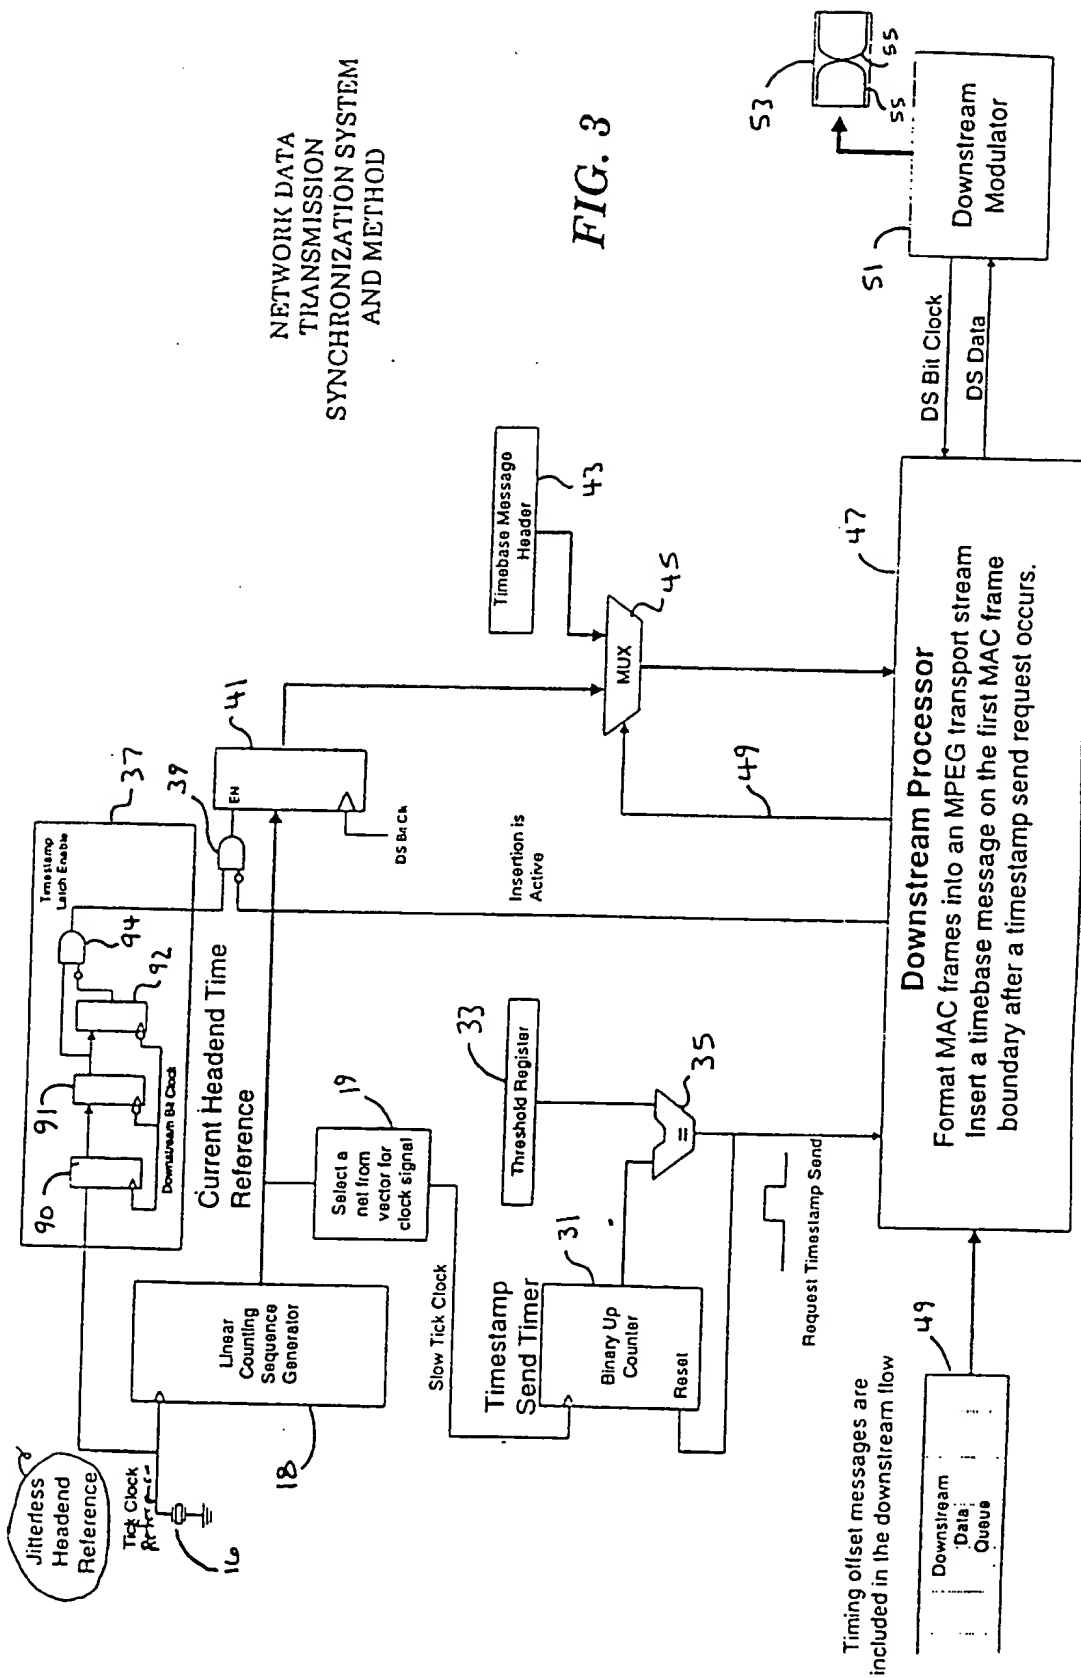 NETWORK DATA
TRANSMISSION
SYNCHRONIZATION SYSTEM
AND METHOD
FIG. 3
Jitterless
Headend
Reference
Tick Clock
16
18
Linear
Counting
Sequence
Generator
90
91
92
94
37
Timestamp
Latch Enable
Downstream Bit Clock
Current Headend Time
Reference
39
41
EN
DS Bit Clk
Insertion is
Active
19
Select a
net from
vector for
clock signal
Slow Tick Clock
Timestamp
Send Timer
31
Binary Up
Counter
Reset
33
Threshold Register
35
=
Request Timestamp Send
Timebase Message
Header
43
MUX
45
49
47
Downstream Processor
Format MAC frames into an MPEG transport stream
Insert a timebase message on the first MAC frame
boundary after a timestamp send request occurs.
Timing offset messages are
included in the downstream flow
49
Downstream
Data
Queue
DS Bit Clock
DS Data
51
Downstream
Modulator
53
55
55